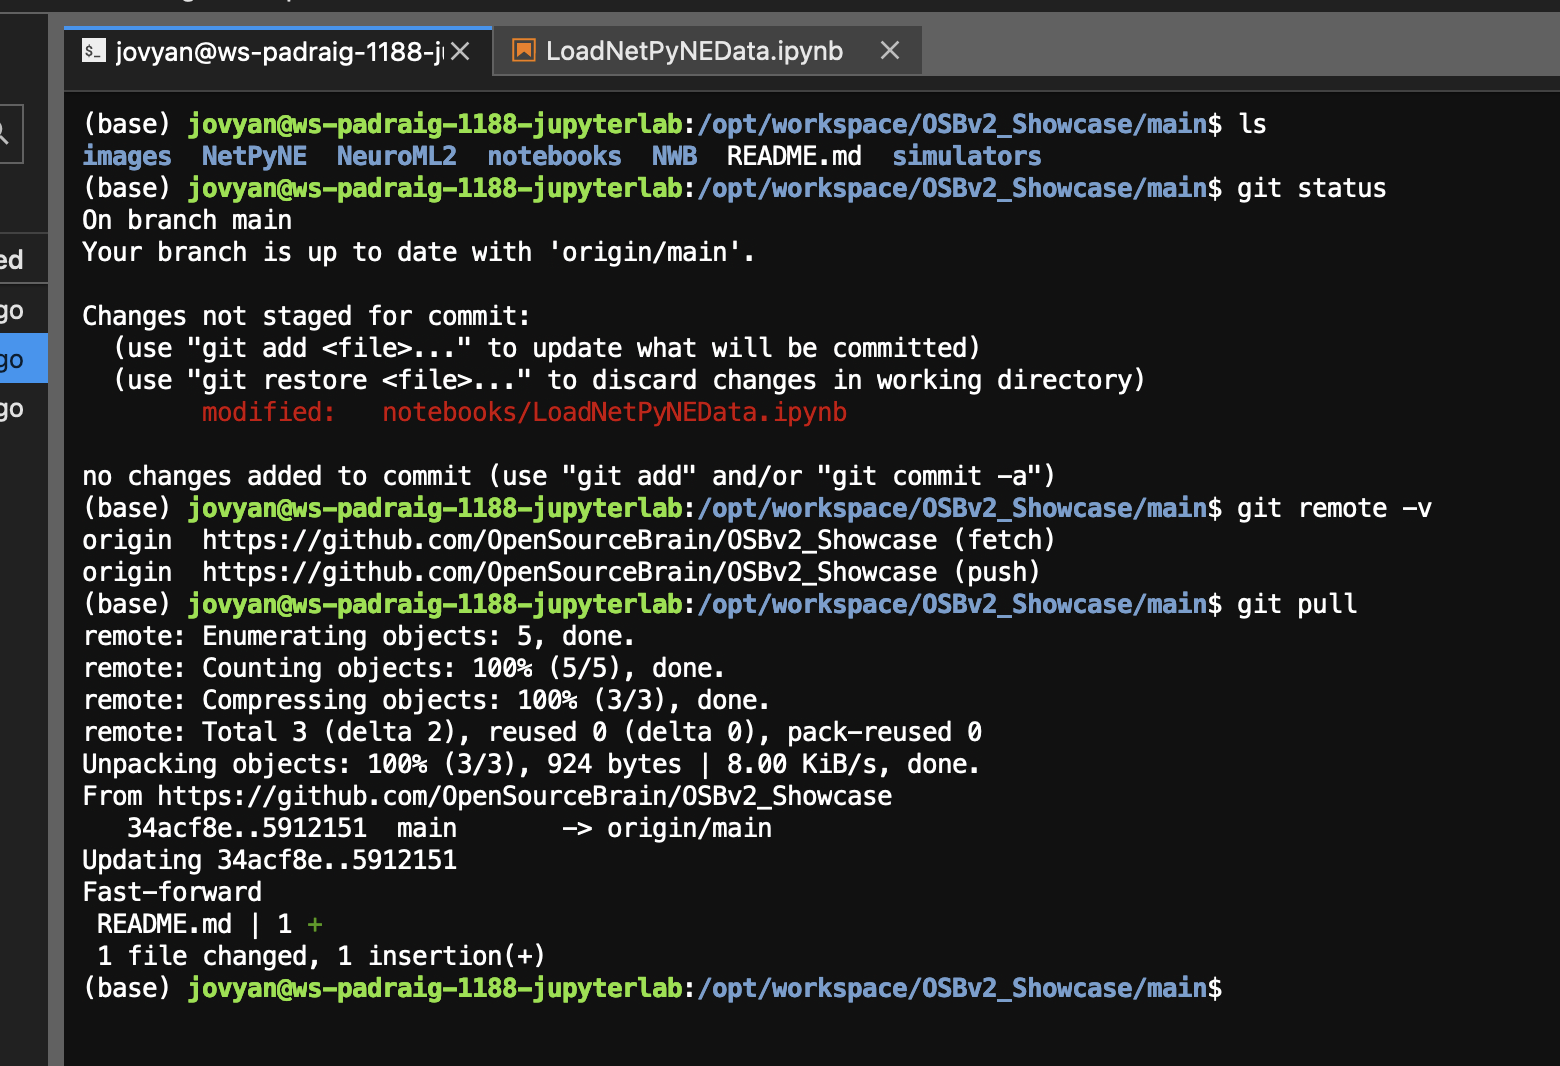 jovyan@ws-padraig-1188-j
LoadNetPyNEData.ipynb
ed
go
go
go
(base) jovyan@ws-padraig-1188-jupyterlab:/opt/workspace/OSBv2_Showcase/main$ ls
images  NetPyNE  NeuroML2  notebooks  NWB  README.md  simulators
(base) jovyan@ws-padraig-1188-jupyterlab:/opt/workspace/OSBv2_Showcase/main$ git status
On branch main
Your branch is up to date with 'origin/main'.
Changes not staged for commit:
  (use "git add <file>..." to update what will be committed)
  (use "git restore <file>..." to discard changes in working directory)
        modified:   notebooks/LoadNetPyNEData.ipynb
no changes added to commit (use "git add" and/or "git commit -a")
(base) jovyan@ws-padraig-1188-jupyterlab:/opt/workspace/OSBv2_Showcase/main$ git remote -v
origin  https://github.com/OpenSourceBrain/OSBv2_Showcase (fetch)
origin  https://github.com/OpenSourceBrain/OSBv2_Showcase (push)
(base) jovyan@ws-padraig-1188-jupyterlab:/opt/workspace/OSBv2_Showcase/main$ git pull
remote: Enumerating objects: 5, done.
remote: Counting objects: 100% (5/5), done.
remote: Compressing objects: 100% (3/3), done.
remote: Total 3 (delta 2), reused 0 (delta 0), pack-reused 0
Unpacking objects: 100% (3/3), 924 bytes | 8.00 KiB/s, done.
From https://github.com/OpenSourceBrain/OSBv2_Showcase
   34acf8e..5912151  main       -> origin/main
Updating 34acf8e..5912151
Fast-forward
 README.md | 1 +
 1 file changed, 1 insertion(+)
(base) jovyan@ws-padraig-1188-jupyterlab:/opt/workspace/OSBv2_Showcase/main$